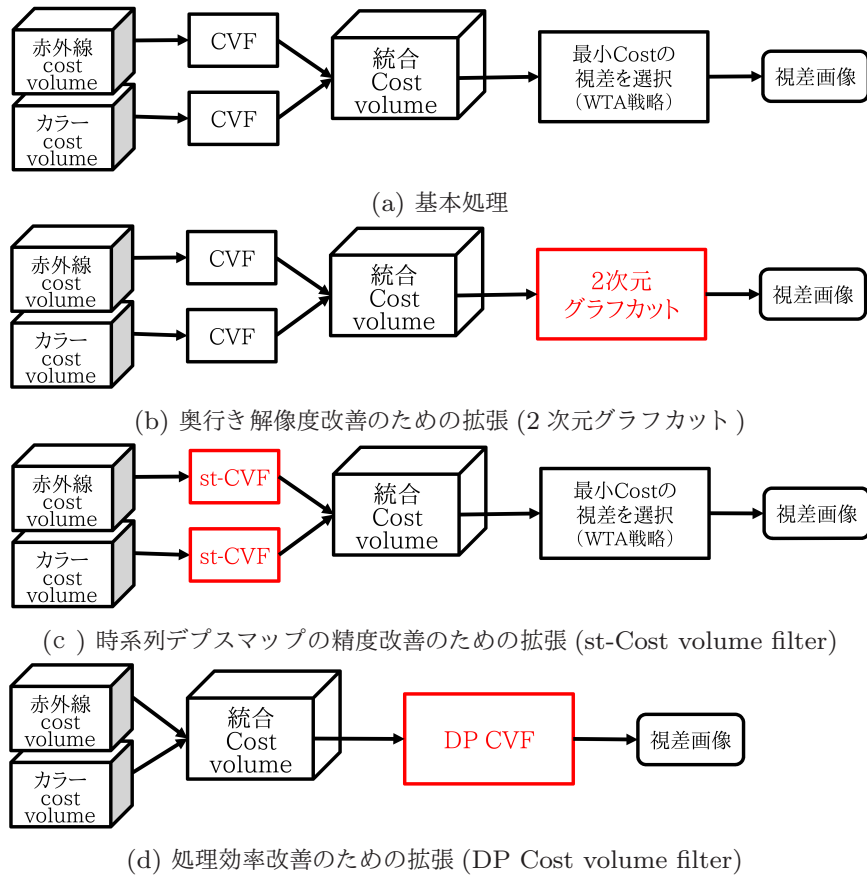 赤外線
cost
volume
カラー
cost
volume
CVF
CVF
統合
Cost
volume
最小Costの
視差を選択
(WTA戦略)
視差画像
(a) 基本処理
赤外線
cost
volume
カラー
cost
volume
CVF
CVF
統合
Cost
volume
2次元
グラフカット
視差画像
(b) 奥行き解像度改善のための拡張 (2 次元グラフカット )
赤外線
cost
volume
カラー
cost
volume
st-CVF
st-CVF
統合
Cost
volume
最小Costの
視差を選択
(WTA戦略)
視差画像
(c ) 時系列デプスマップの精度改善のための拡張 (st-Cost volume filter)
赤外線
cost
volume
カラー
cost
volume
統合
Cost
volume
DP CVF
視差画像
(d) 処理効率改善のための拡張 (DP Cost volume filter)